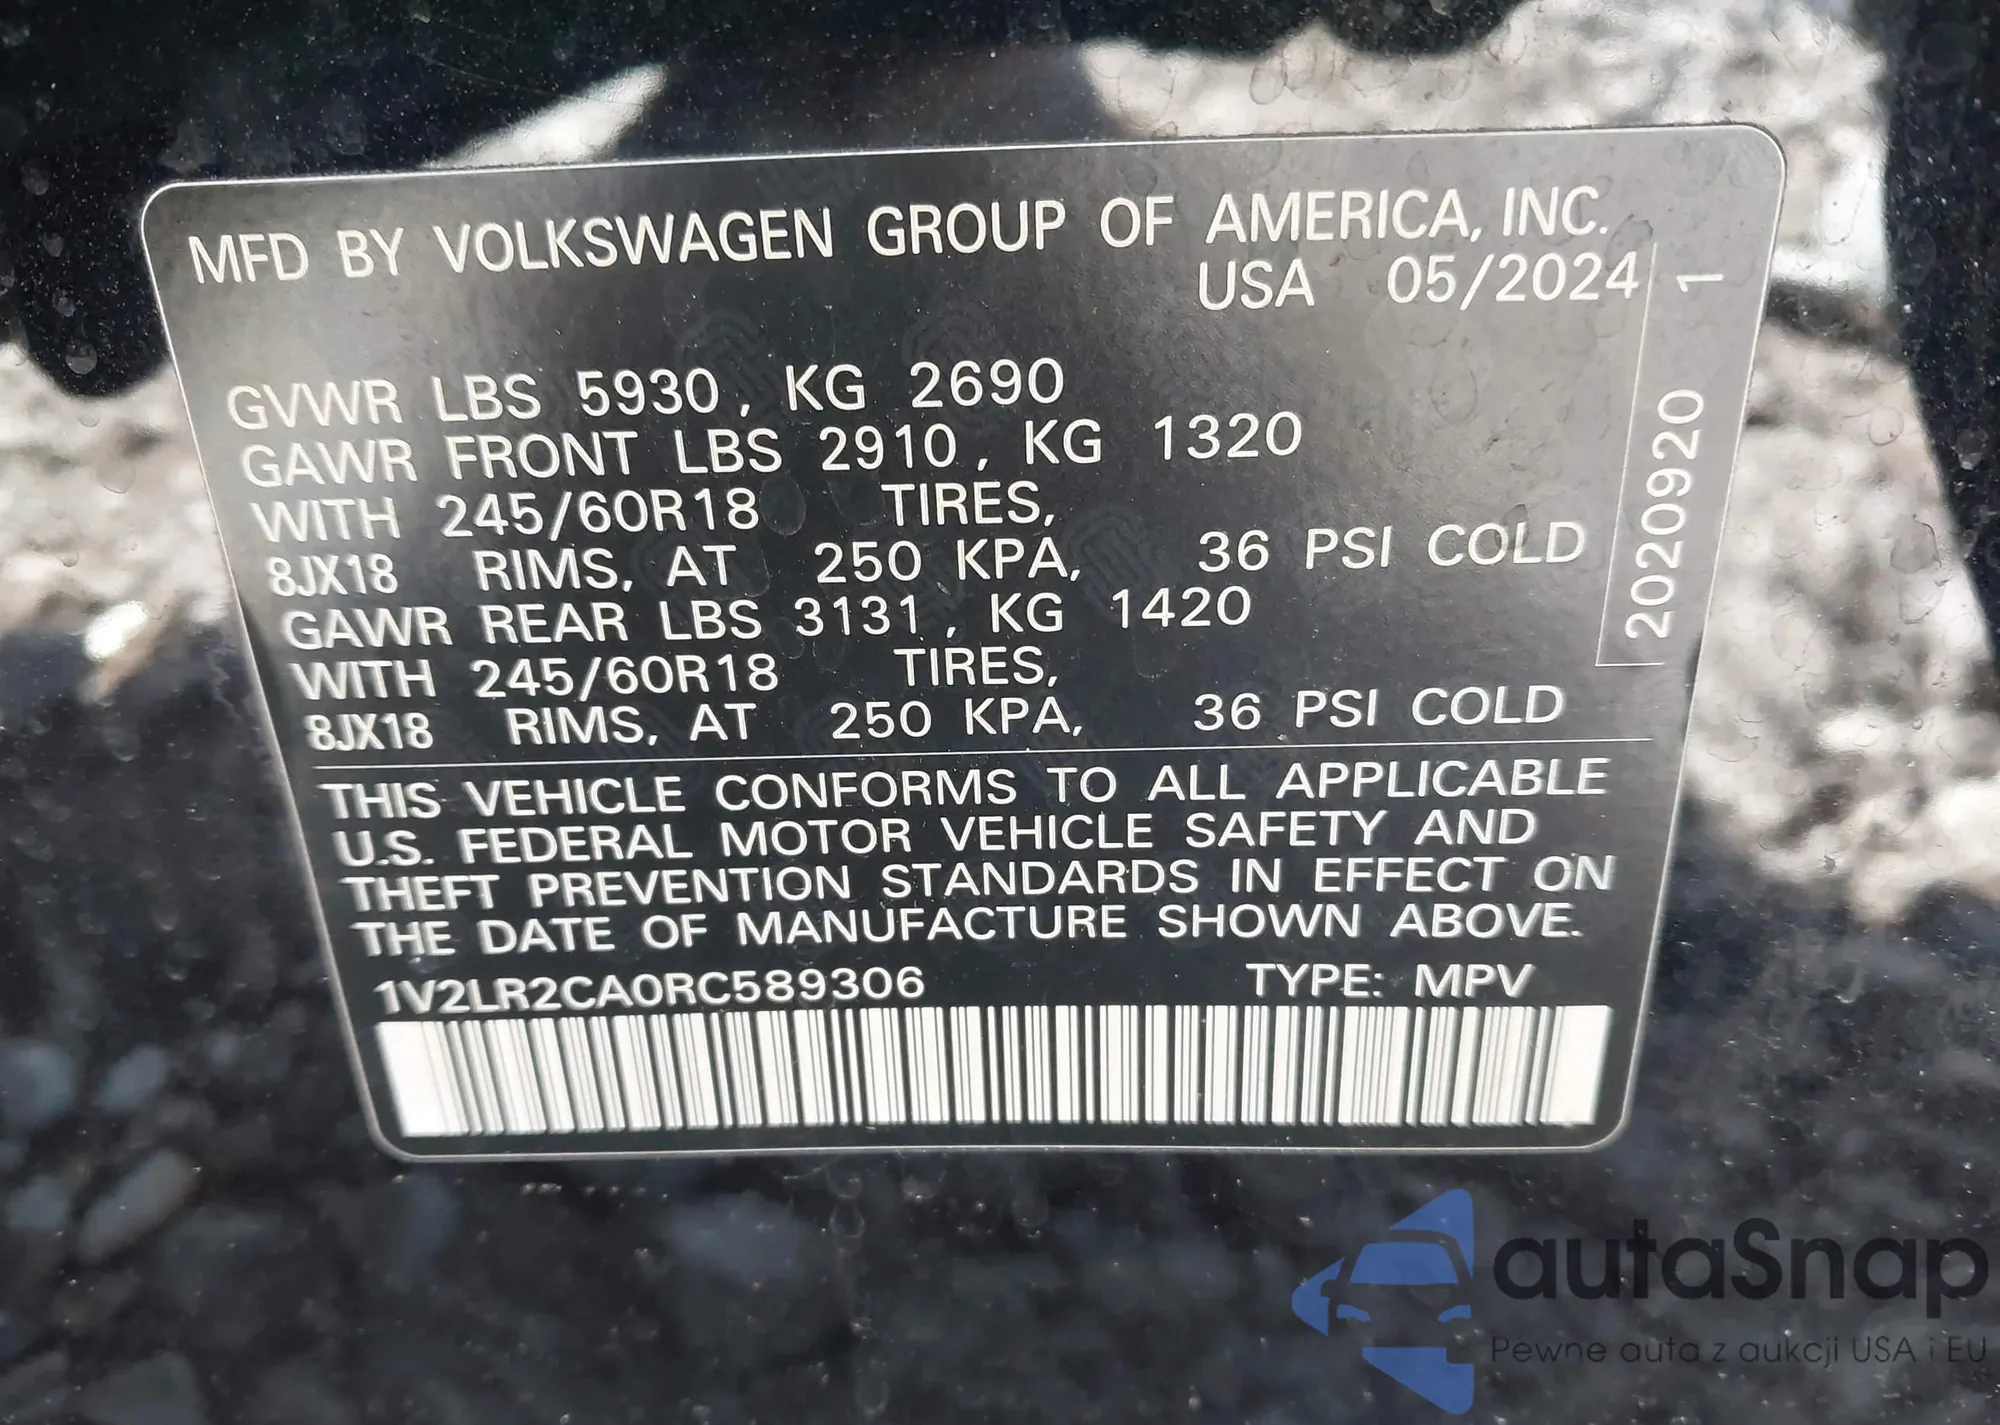 MFD BY VOLKSWAGEN GROUP OF AMERICA, INC.
USA 05/2024
GVWR LBS 5930, KG 2690
GAWR FRONT LBS 2910, KG 1320
WITH 245/60R18 TIRES,
8JX18 RIMS, AT 250 KPA, 36 PSI COLD
GAWR REAR LBS 3131, KG 1420
WITH 245/60R18 TIRES,
8JX18 RIMS, AT 250 KPA, 36 PSI COLD
2020920 1
THIS VEHICLE CONFORMS TO ALL APPLICABLE
U.S. FEDERAL MOTOR VEHICLE SAFETY AND
THEFT PREVENTION STANDARDS IN EFFECT ON
THE DATE OF MANUFACTURE SHOWN ABOVE.
1V2LR2CA0RC589306 TYPE: MPV
autaSnap
Pewne auta z aukcji USA i EU